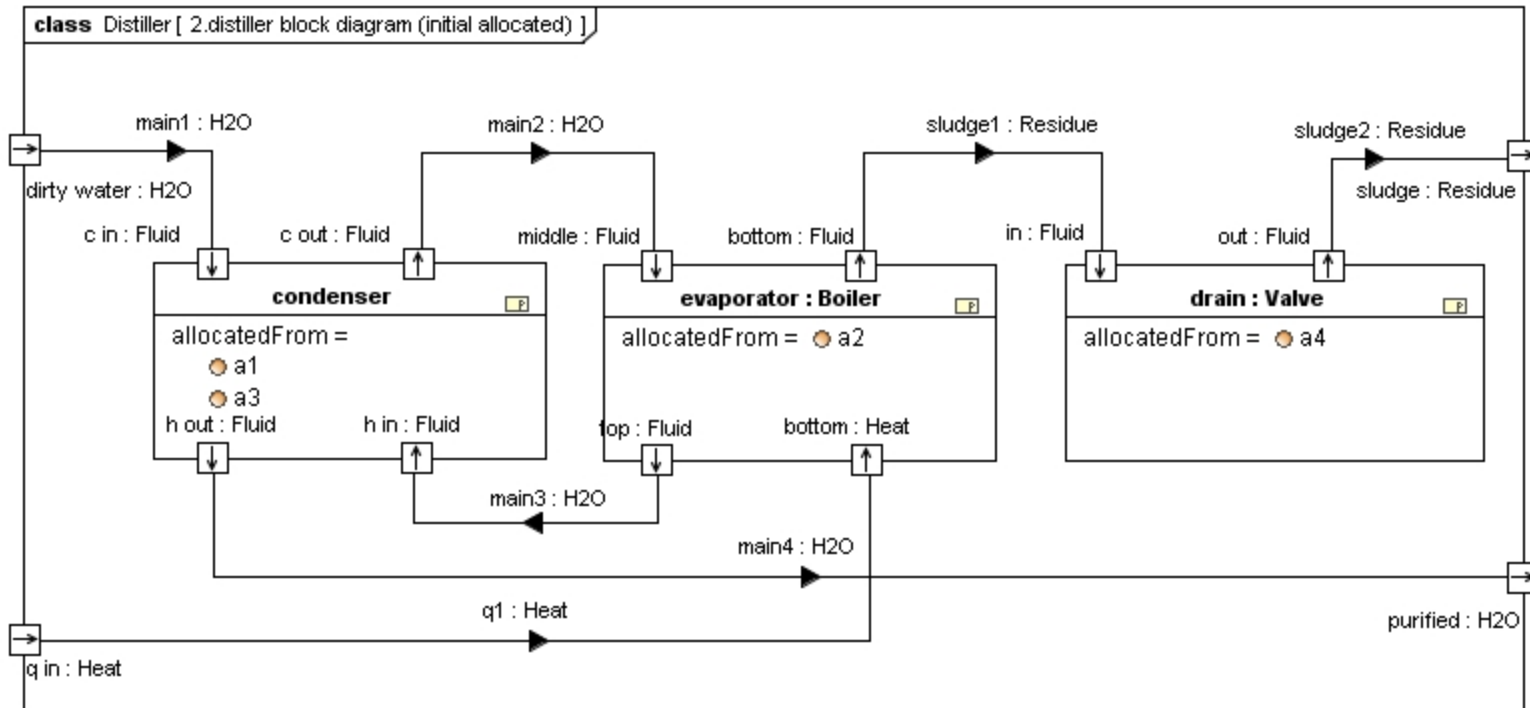 class Distiller [ 2.distiller block diagram (initial allocated) ]
main1 : H2O
main2 : H2O
sludge1 : Residue
sludge2 : Residue
dirty water : H2O
sludge : Residue
c in : Fluid
c out : Fluid
middle : Fluid
bottom : Fluid
in : Fluid
out : Fluid
condenser
evaporator : Boiler
drain : Valve
allocatedFrom =
a1
a3
allocatedFrom = a2
allocatedFrom = a4
h out : Fluid
h in : Fluid
top : Fluid
bottom : Heat
main3 : H2O
main4 : H2O
q1 : Heat
purified : H2O
q in : Heat